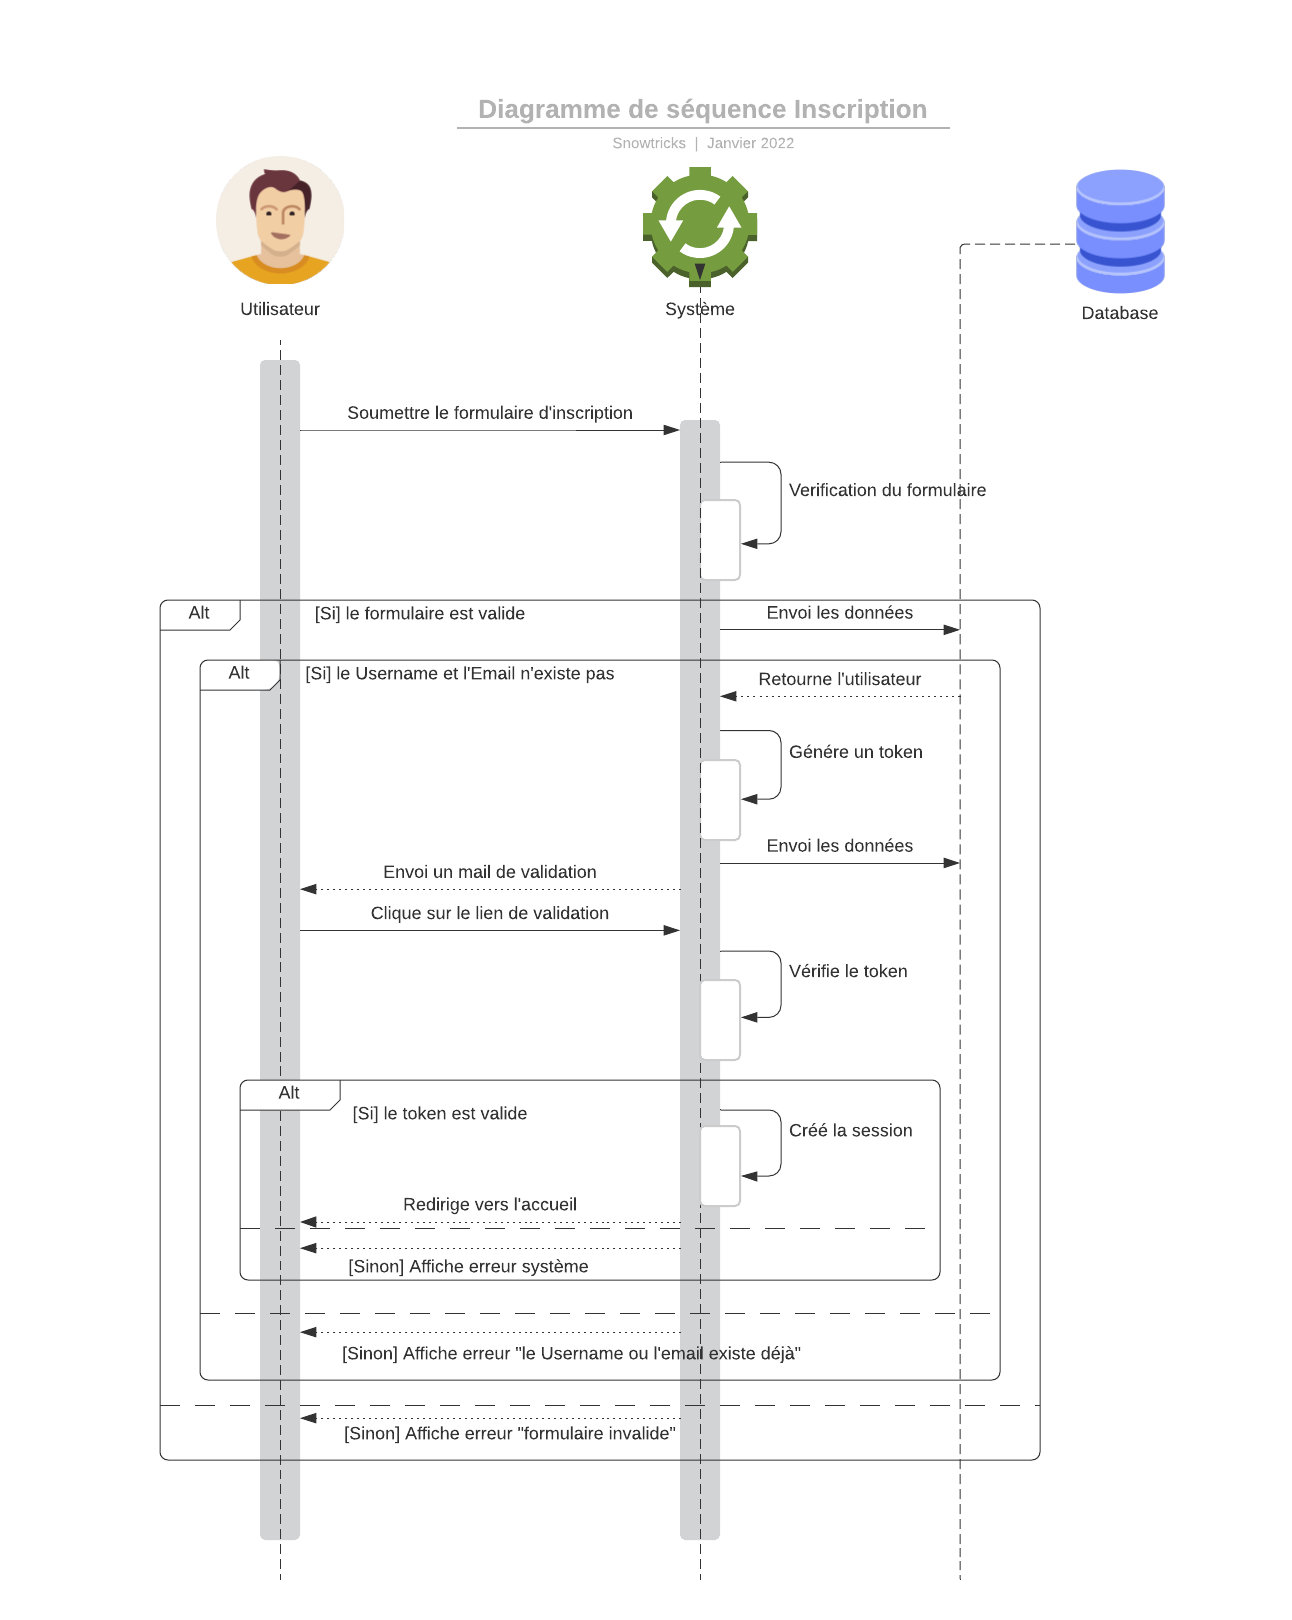 Diagramme de séquence Inscription
Snowtricks | Janvier 2022
Utilisateur
Système
Database
Soumettre le formulaire d'inscription
Verification du formulaire
Alt
[Si] le formulaire est valide
Envoi les données
Alt
[Si] le Username et l'Email n'existe pas
Retourne l'utilisateur
Génére un token
Envoi les données
Envoi un mail de validation
Clique sur le lien de validation
Vérifie le token
Alt
[Si] le token est valide
Créé la session
Redirige vers l'accueil
[Sinon] Affiche erreur système
[Sinon] Affiche erreur "le Username ou l'email existe déjà"
[Sinon] Affiche erreur "formulaire invalide"